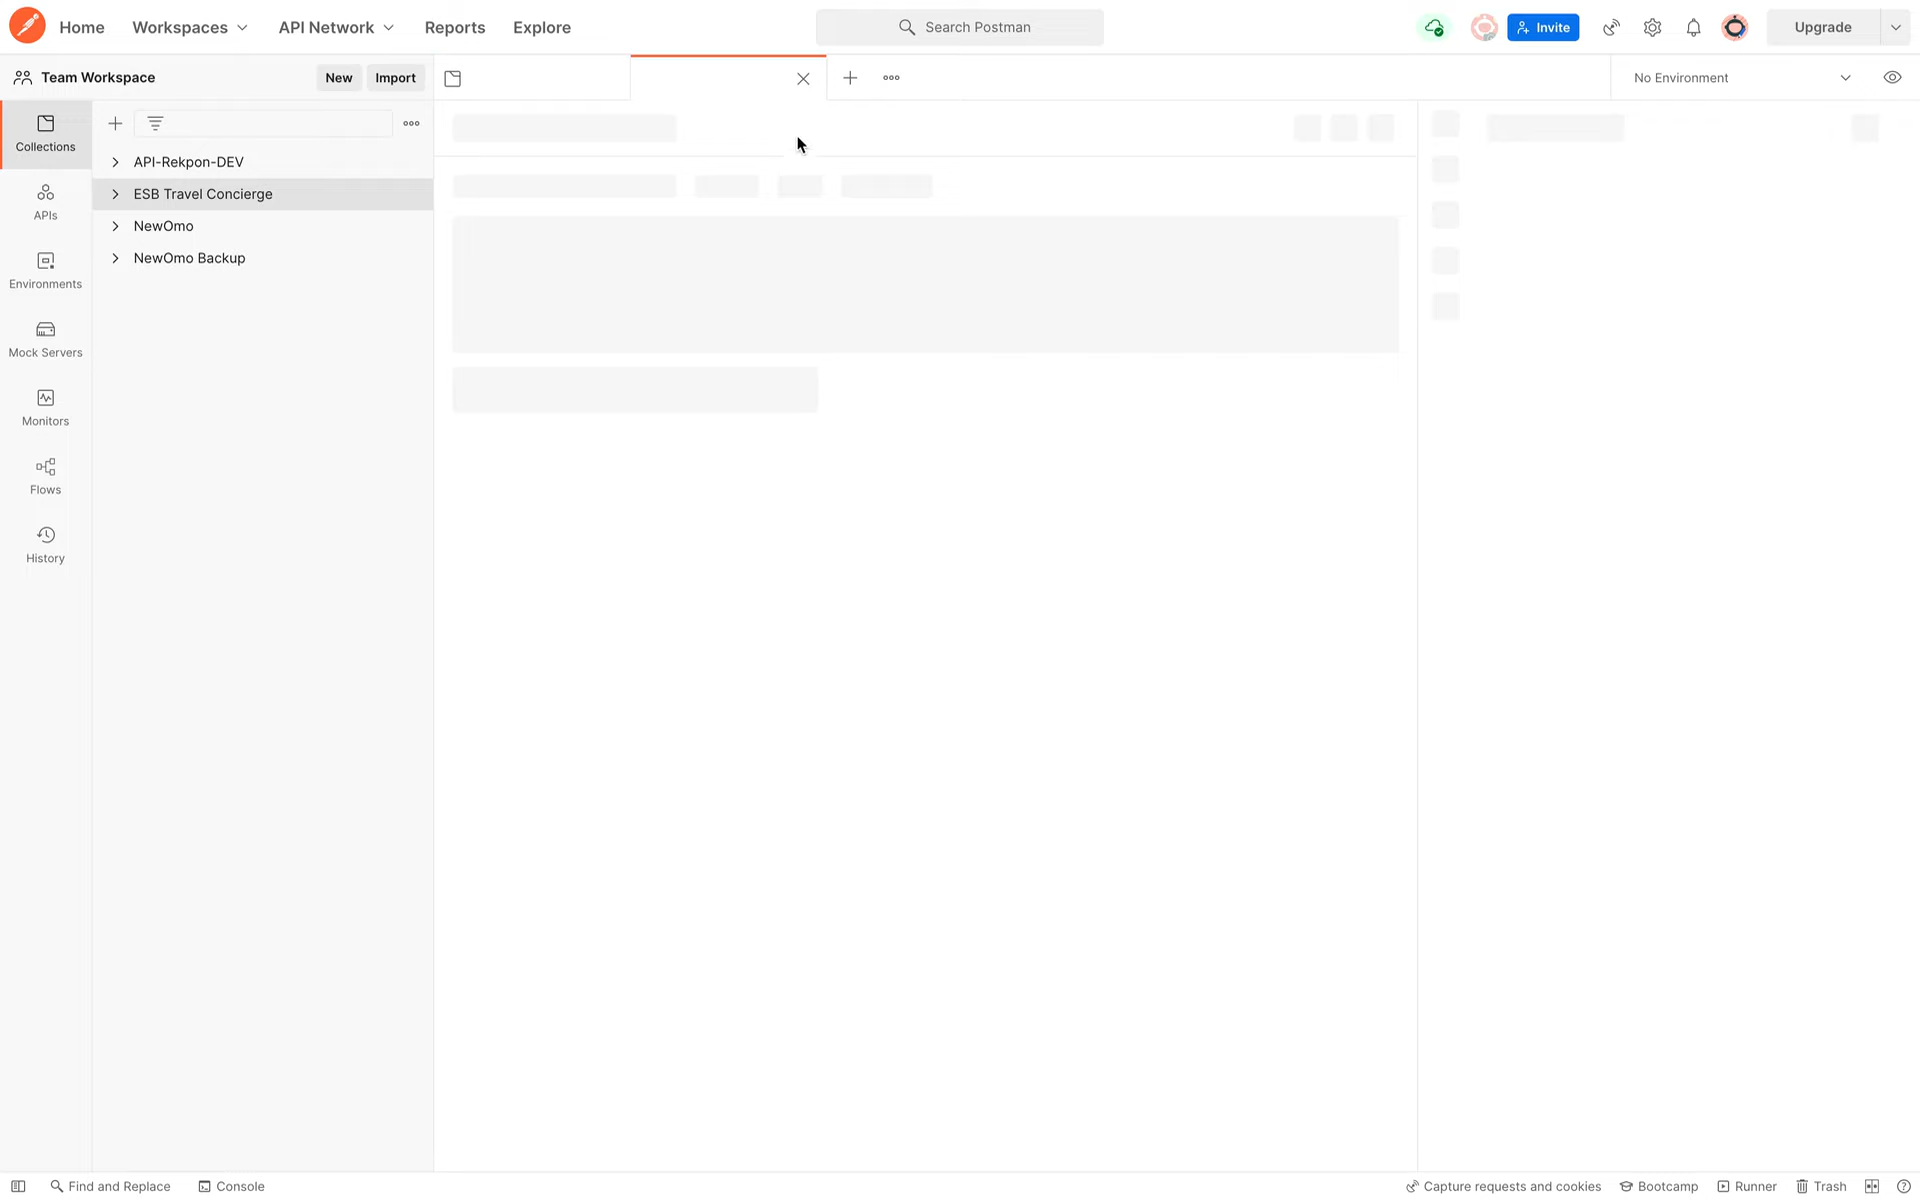 Home Workspaces API Network Reports Explore Search Postman Invite Upgrade
Team Workspace New Import No Environment
Collections
APIs
Environments
Mock Servers
Monitors
Flows
History
API-Rekpon-DEV
ESB Travel Concierge
NewOmo
NewOmo Backup
Find and Replace Console Capture requests and cookies Bootcamp Runner Trash